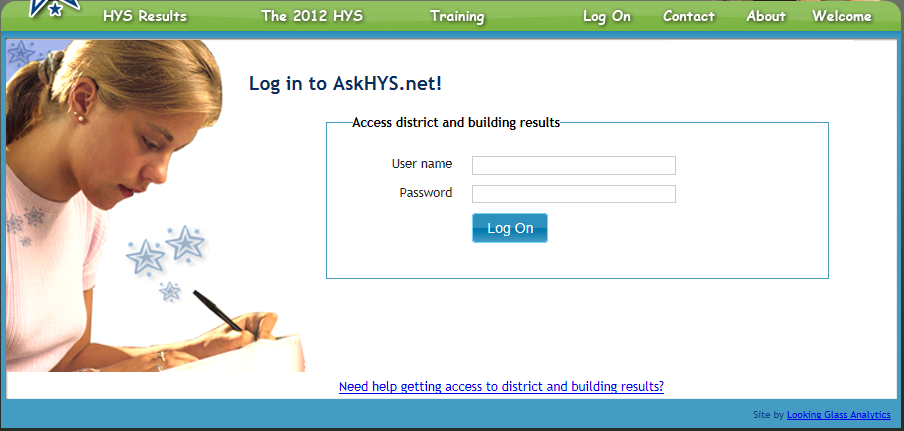 HYS Results The 2012 HYS Training Log On Contact About Welcome
Log in to AskHYS.net!
Access district and building results
User name
Password
Log On
Need help getting access to district and building results?
Site by Looking Glass Analytics